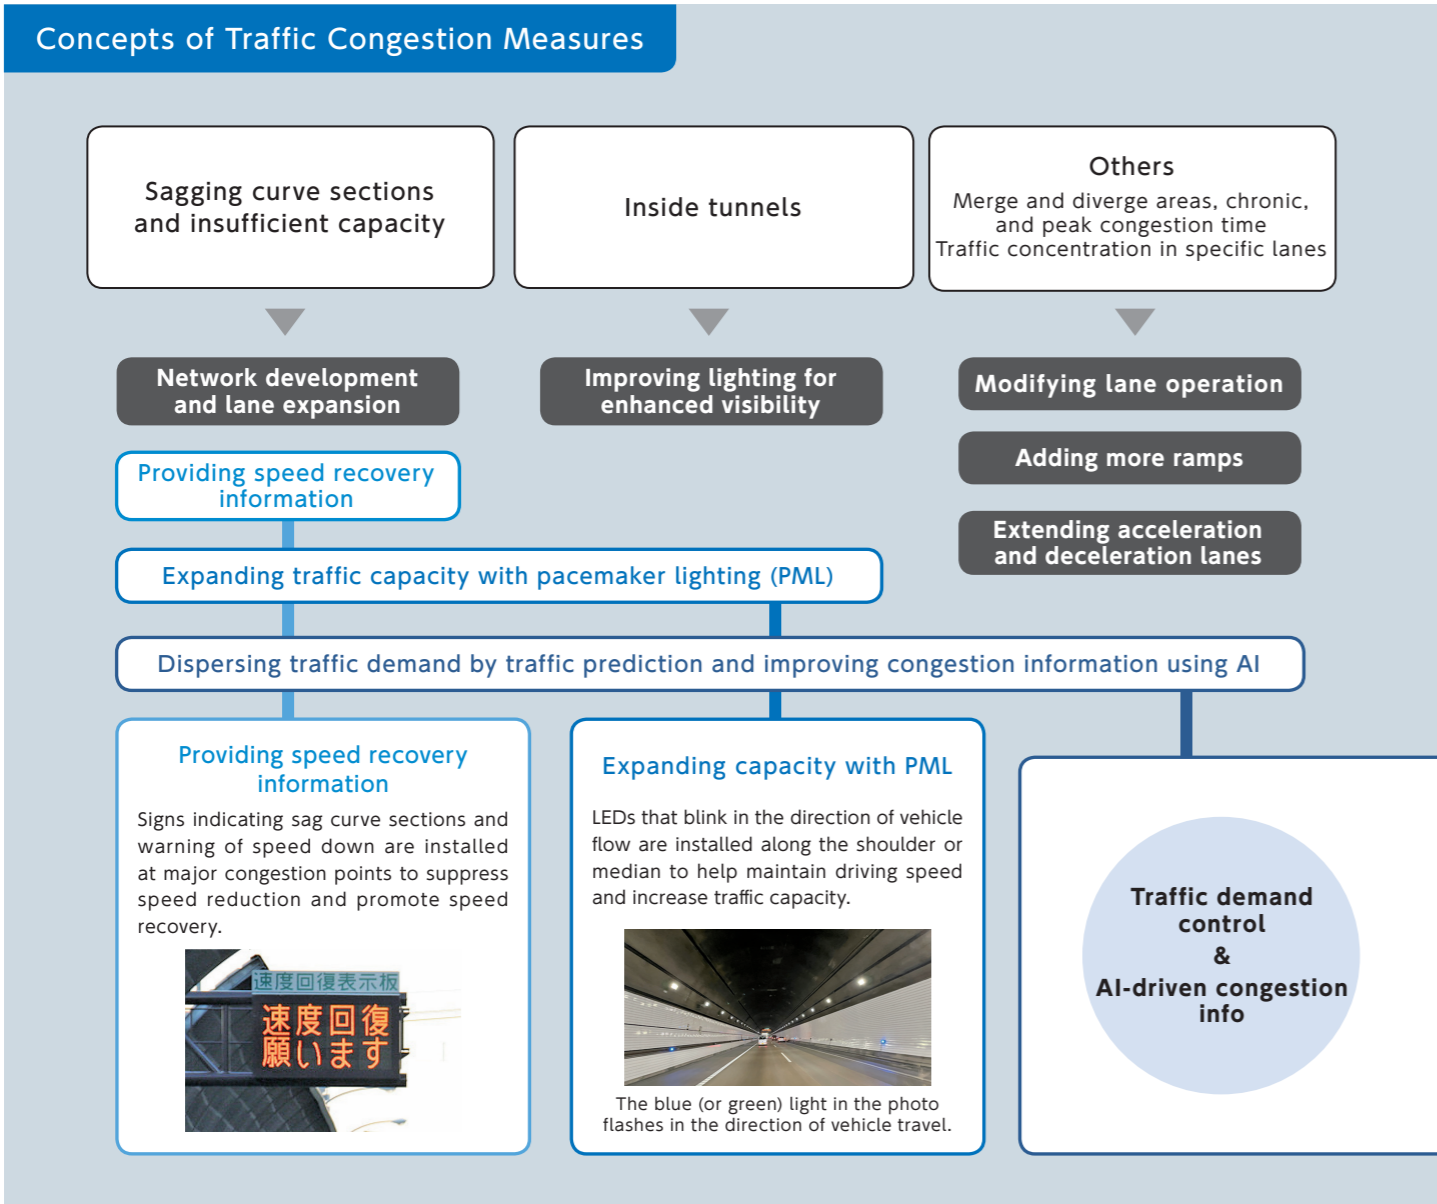 Concepts of Traffic Congestion Measures
Sagging curve sections
and insufficient capacity
Inside tunnels
Others
Merge and diverge areas, chronic,
and peak congestion time
Traffic concentration in specific lanes
Network development
and lane expansion
Improving lighting for
enhanced visibility
Modifying lane operation
Adding more ramps
Extending acceleration
and deceleration lanes
Providing speed recovery
information
Expanding traffic capacity with pacemaker lighting (PML)
Dispersing traffic demand by traffic prediction and improving congestion information using AI
Providing speed recovery
information
Signs indicating sag curve sections and
warning of speed down are installed
at major congestion points to suppress
speed reduction and promote speed
recovery.
速度回復表示板
速度回復
願います
Expanding capacity with PML
LEDs that blink in the direction of vehicle
flow are installed along the shoulder or
median to help maintain driving speed
and increase traffic capacity.
The blue (or green) light in the photo
flashes in the direction of vehicle travel.
Traffic demand
control
&
AI-driven congestion
info